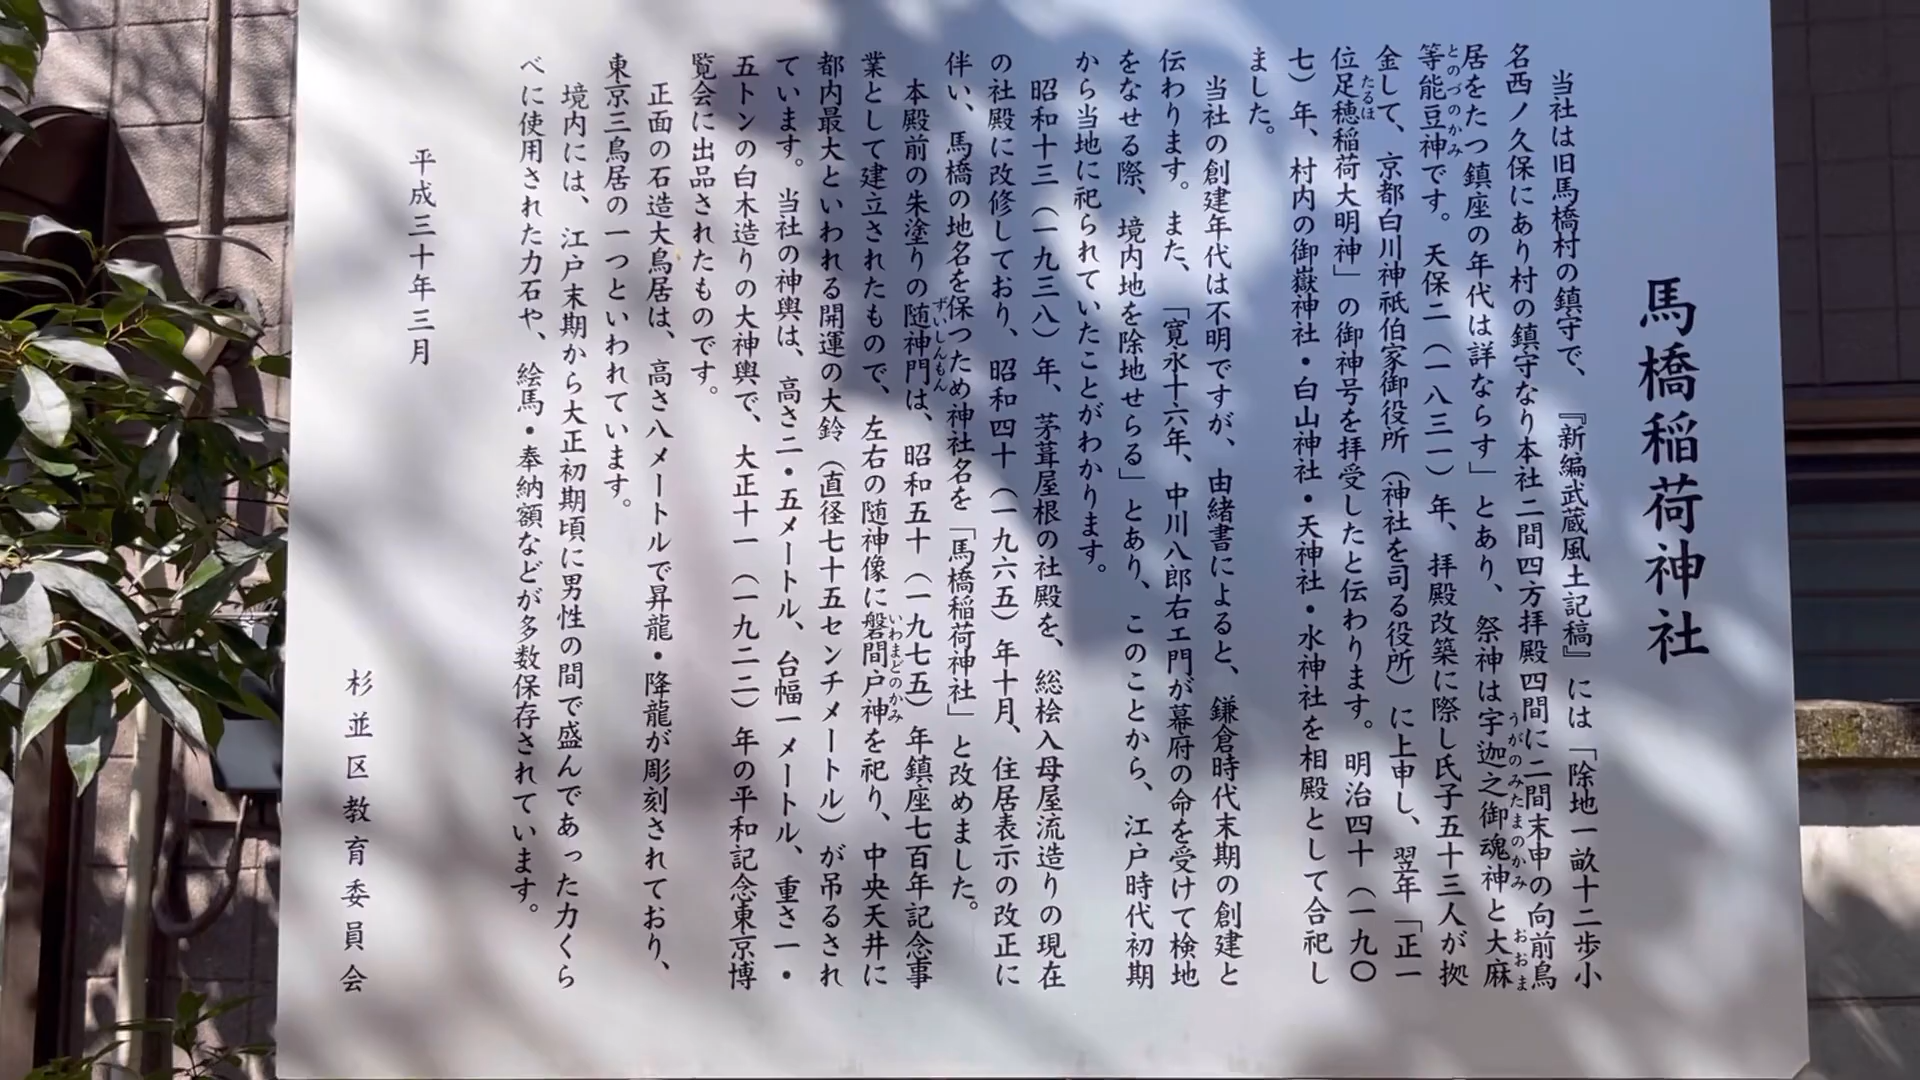 馬橋稲荷神社
当社は旧馬橋村の鎮守で、『新編武蔵風土記稿』には「除地一畝十二歩小
名西ノ久保にあり村の鎮守なり本社二間四方拝殿四間に二間末申の向前鳥
居をたつ鎮座の年代は詳ならす」とあり、祭神は宇迦之御魂神と大麻
うがのみたまのかみ
おおま
等能豆神です。天保二（一八三一）年、拝殿改築に際し氏子五十三人が拠
とのづのかみ
金して、京都白川神祇伯家御役所（神社を司る役所）に上申し、翌年「正一
位足穂稲荷大明神」の御神号を拝受したと伝わります。明治四十（一九〇
たるほ
七）年、村内の御嶽神社・白山神社・天神社・水神社を相殿として合祀し
ました。
当社の創建年代は不明ですが、由緒書によると、鎌倉時代末期の創建と
伝わります。また、「寛永十六年、中川八郎右エ門が幕府の命を受けて検地
をなせる際、境内地を除地せらる」とあり、このことから、江戸時代初期
から当地に祀られていたことがわかります。
昭和十三（一九三八）年、茅葺屋根の社殿を、総桧入母屋流造りの現在
の社殿に改修しており、昭和四十（一九六五）年十月、住居表示の改正に
伴い、馬橋の地名を保つため神社名を「馬橋稲荷神社」と改めました。
本殿前の朱塗りの随神門は、昭和五十（一九七五）年鎮座七百年記念事
ずいしんもん
業として建立されたもので、左右の随神像に磐間戸神を祀り、中央天井に
いわまどのかみ
都内最大といわれる開運の大鈴（直径七十五センチメートル）が吊るされ
ています。当社の神輿は、高さ二・五メートル、台幅一メートル、重さ一・
五トンの白木造りの大神輿で、大正十一（一九二二）年の平和記念東京博
覧会に出品されたものです。
正面の石造大鳥居は、高さ八メートルで昇龍・降龍が彫刻されており、
東京三鳥居の一つといわれています。
境内には、江戸末期から大正初期頃に男性の間で盛んであった力くら
べに使用された力石や、絵馬・奉納額などが多数保存されています。
平成三十年三月
杉並区教育委員会